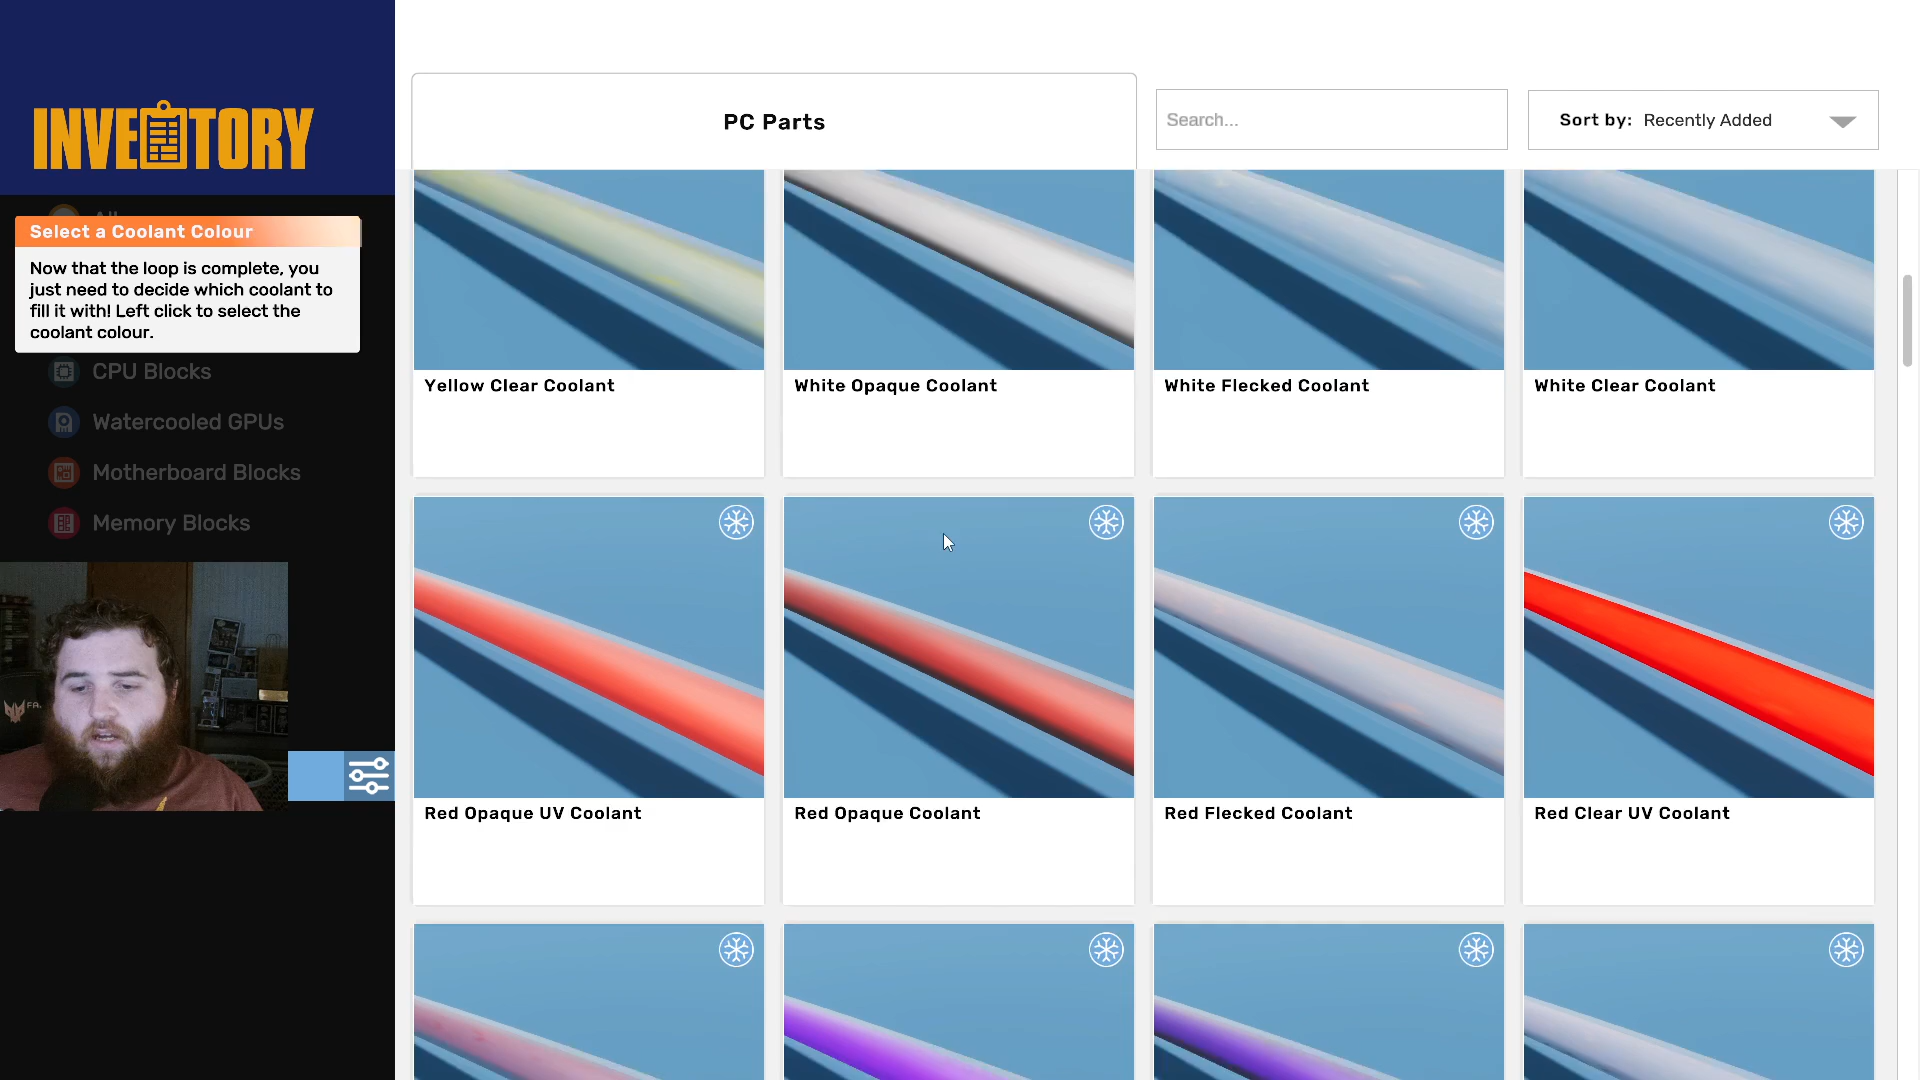 INVENTORY
PC Parts
Search...
Sort by: Recently Added
All
Select a Coolant Colour
Now that the loop is complete, you
just need to decide which coolant to
fill it with! Left click to select the
coolant colour.
CPU Blocks
Watercooled GPUs
Motherboard Blocks
Memory Blocks
FA.
Yellow Clear Coolant
White Opaque Coolant
White Flecked Coolant
White Clear Coolant
Red Opaque UV Coolant
Red Opaque Coolant
Red Flecked Coolant
Red Clear UV Coolant